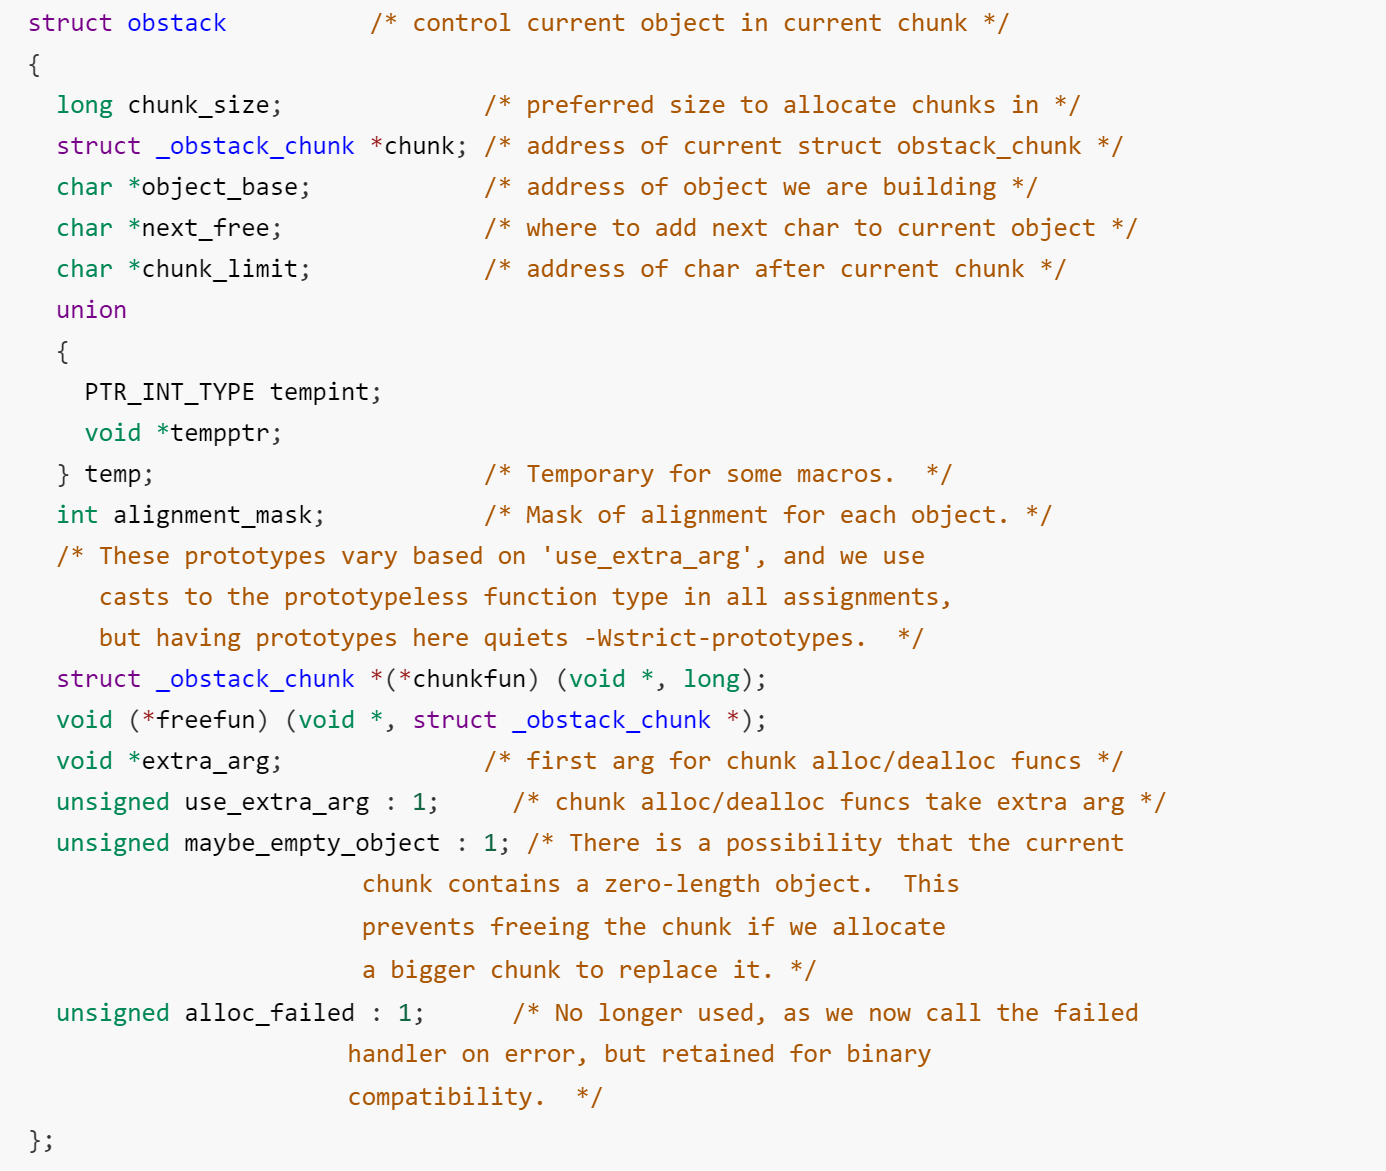 struct obstack          /* control current object in current chunk */
{
  long chunk_size;              /* preferred size to allocate chunks in */
  struct _obstack_chunk *chunk; /* address of current struct obstack_chunk */
  char *object_base;            /* address of object we are building */
  char *next_free;              /* where to add next char to current object */
  char *chunk_limit;            /* address of char after current chunk */
  union
  {
    PTR_INT_TYPE tempint;
    void *tempptr;
  } temp;                       /* Temporary for some macros.  */
  int alignment_mask;           /* Mask of alignment for each object. */
  /* These prototypes vary based on 'use_extra_arg', and we use
     casts to the prototypeless function type in all assignments,
     but having prototypes here quiets -Wstrict-prototypes.  */
  struct _obstack_chunk *(*chunkfun) (void *, long);
  void (*freefun) (void *, struct _obstack_chunk *);
  void *extra_arg;              /* first arg for chunk alloc/dealloc funcs */
  unsigned use_extra_arg : 1;     /* chunk alloc/dealloc funcs take extra arg */
  unsigned maybe_empty_object : 1; /* There is a possibility that the current
                       chunk contains a zero-length object.  This
                       prevents freeing the chunk if we allocate
                       a bigger chunk to replace it. */
  unsigned alloc_failed : 1;      /* No longer used, as we now call the failed
                      handler on error, but retained for binary
                      compatibility.  */
};